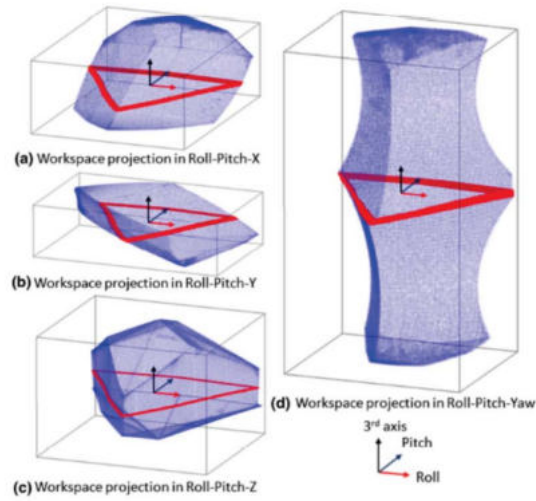 (a) Workspace projection in Roll-Pitch-X
(b) Workspace projection in Roll-Pitch-Y
(c) Workspace projection in Roll-Pitch-Z
(d) Workspace projection in Roll-Pitch-Yaw
3rd axis
Pitch
Roll